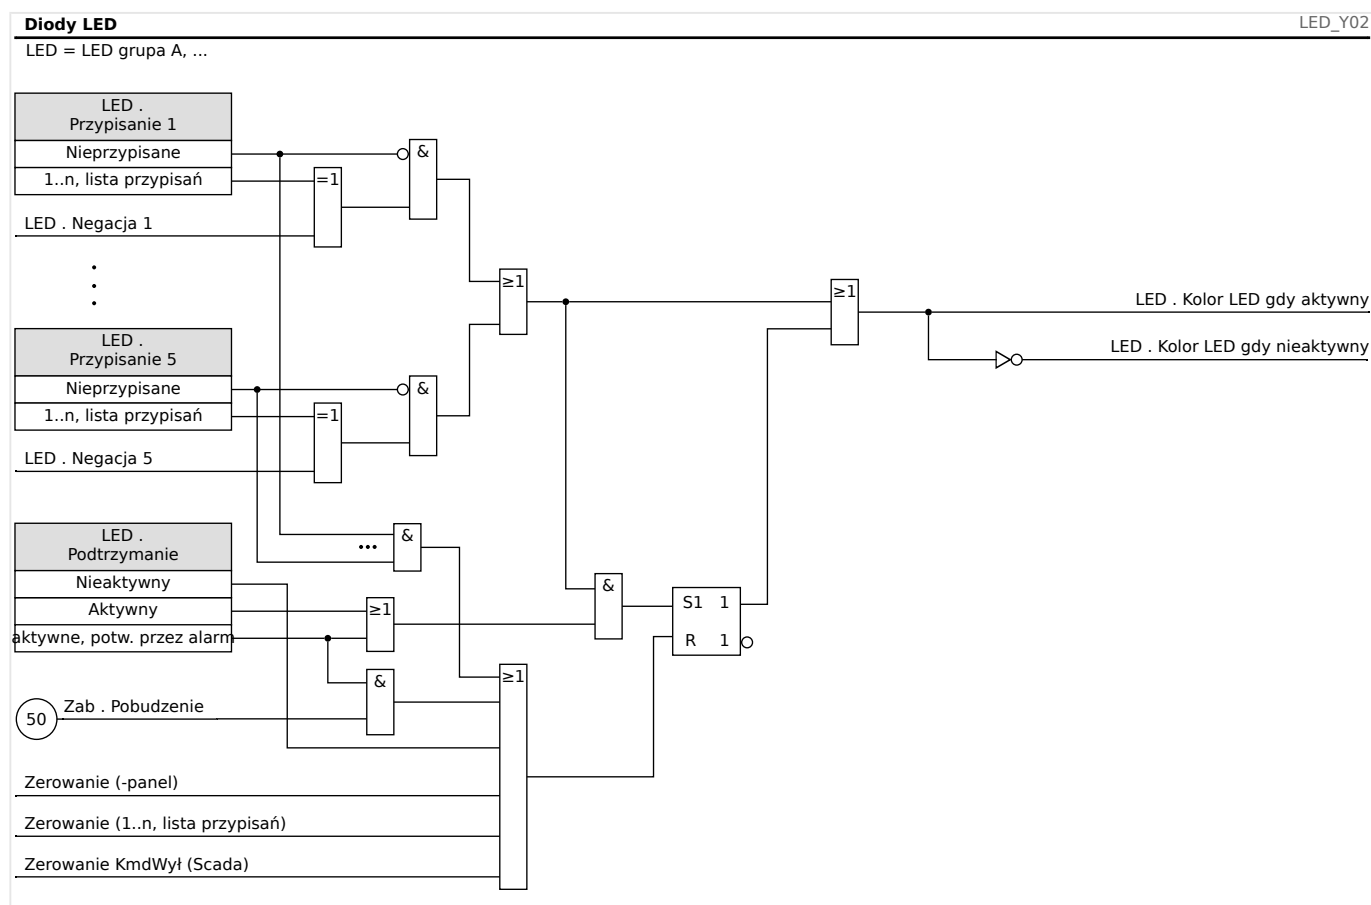 Diody LED
LED_Y02
LED = LED grupa A, ...
LED .
Przypisanie 1
Nieprzypisane
1..n, lista przypisań
LED . Negacja 1
&
=1
≥1
≥1
LED . Kolor LED gdy aktywny
LED . Kolor LED gdy nieaktywny
LED .
Przypisanie 5
Nieprzypisane
1..n, lista przypisań
LED . Negacja 5
&
=1
LED .
Podtrzymanie
Nieaktywny
Aktywny
aktywne, potw. przez alarm
&
...
≥1
&
S1 1
R 1
&
≥1
50
Zab . Pobudzenie
Zerowanie (-panel)
Zerowanie (1..n, lista przypisań)
Zerowanie KmdWył (Scada)